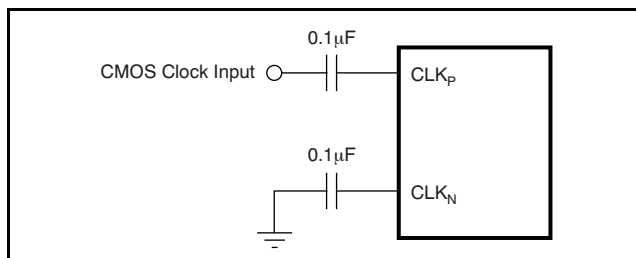 0.1μF
CMOS Clock Input
CLKP
0.1μF
CLKN